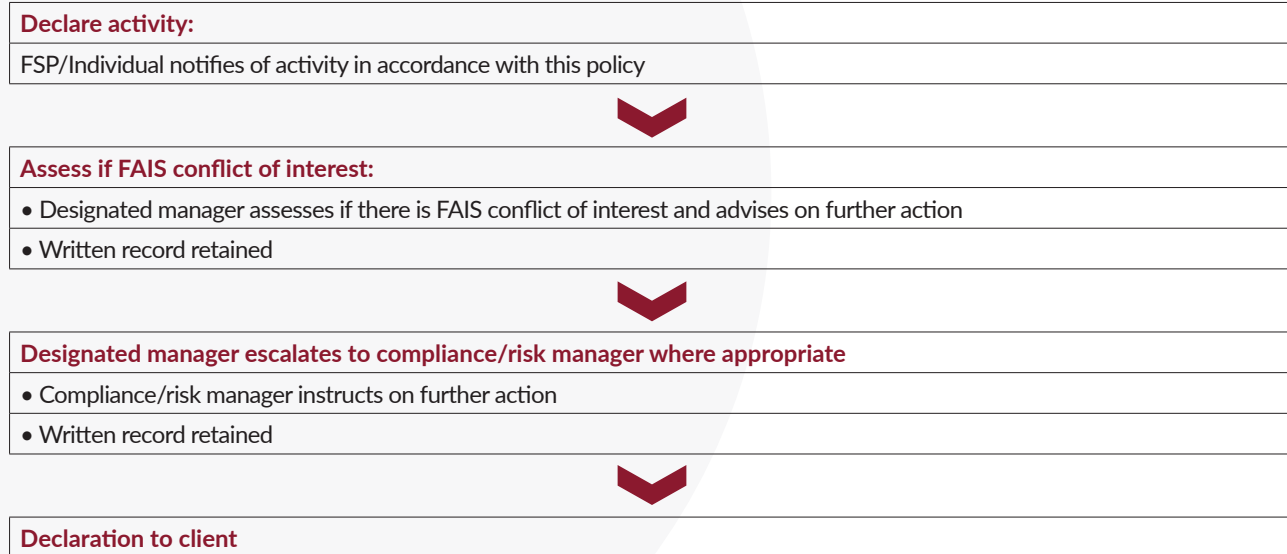 Declare activity:
FSP/Individual notifies of activity in accordance with this policy
Assess if FAIS conflict of interest:
• Designated manager assesses if there is FAIS conflict of interest and advises on further action
• Written record retained
Designated manager escalates to compliance/risk manager where appropriate
• Compliance/risk manager instructs on further action
• Written record retained
Declaration to client